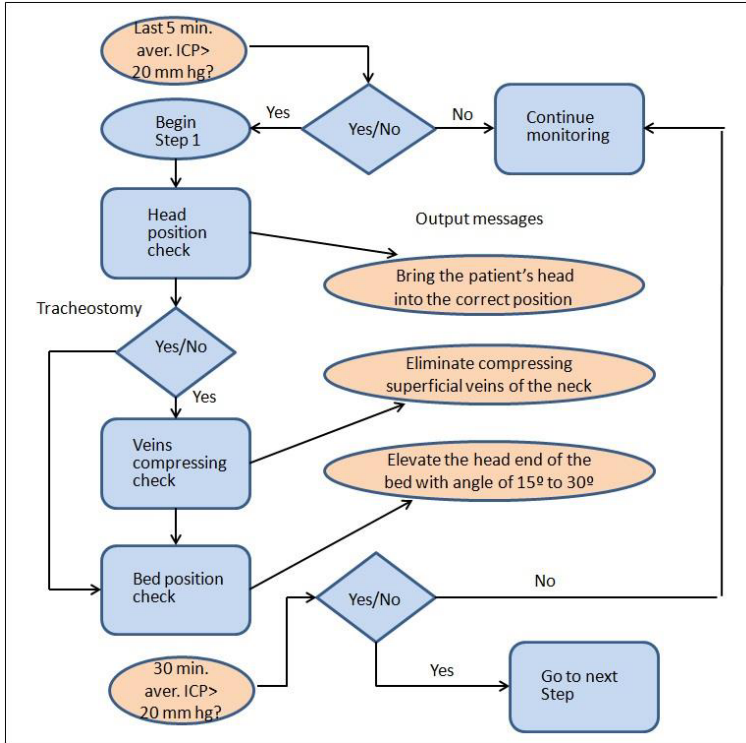 Last 5 min.
aver. ICP>
20 mm hg?
Yes
Yes/No
No
Continue
monitoring
Begin
Step 1
Head
position
check
Output messages
Bring the patient's head
into the correct position
Tracheostomy
Yes/No
Yes
Eliminate compressing
superficial veins of the neck
Veins
compressing
check
Elevate the head end of the
bed with angle of 15º to 30º
Bed position
check
Yes/No
No
30 min.
aver. ICP>
20 mm hg?
Yes
Go to next
Step